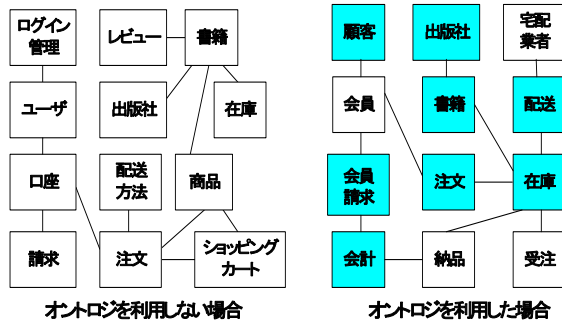 ログイン
管理
レビュー
書籍
ユーザ
出版社
在庫
口座
配送
方法
商品
請求
注文
ショッピング
カート
オントロジを利用しない場合
顧客
出版社
宅配
業者
会員
書籍
配送
会員
請求
注文
在庫
会計
納品
受注
オントロジを利用した場合